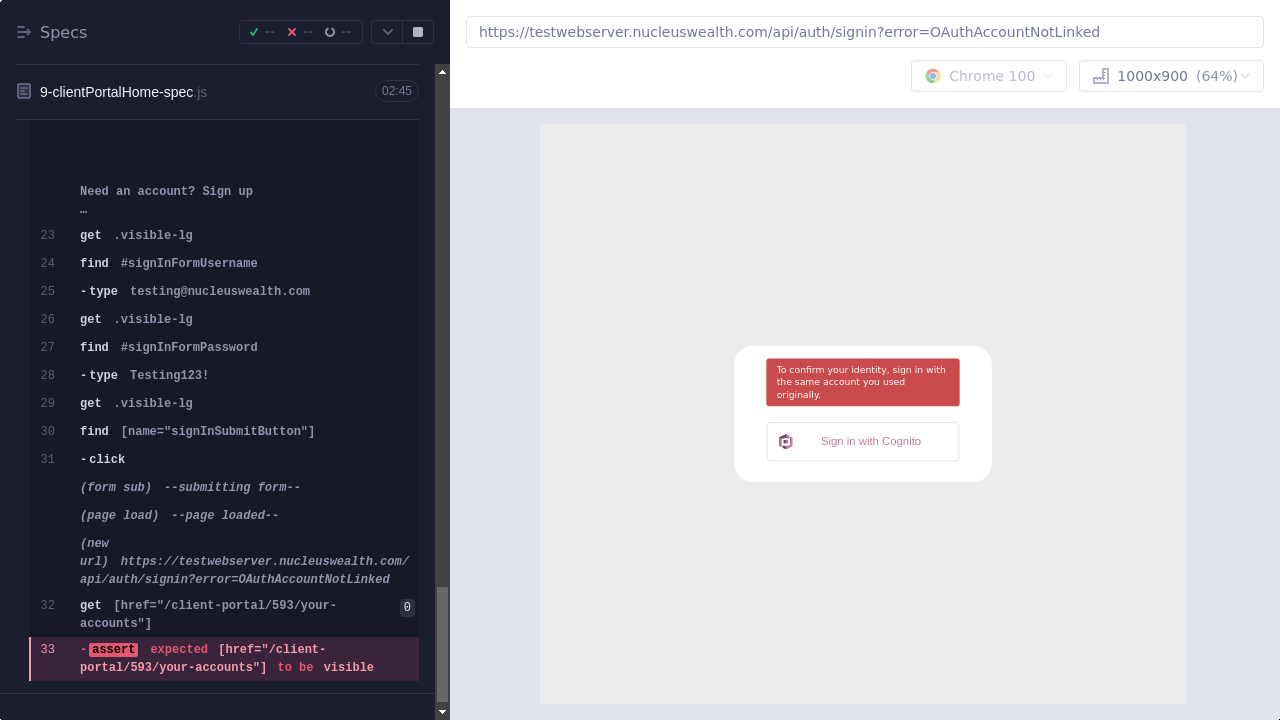 Specs
-- -- --
https://testwebserver.nucleuswealth.com/api/auth/signin?error=OAuthAccountNotLinked
Chrome 100
1000x900 (64%)
9-clientPortalHome-spec.js 02:45
Need an account? Sign up
…
23 get .visible-lg
24 find #signInFormUsername
25 -type testing@nucleuswealth.com
26 get .visible-lg
27 find #signInFormPassword
28 -type Testing123!
29 get .visible-lg
30 find [name="signInSubmitButton"]
31 -click
(form sub) --submitting form--
(page load) --page loaded--
(new
url) https://testwebserver.nucleuswealth.com/
api/auth/signin?error=OAuthAccountNotLinked
32 get [href="/client-portal/593/your- 0
accounts"]
33 -assert expected [href="/client-
portal/593/your-accounts"] to be visible
To confirm your identity, sign in with
the same account you used
originally.
Sign in with Cognito